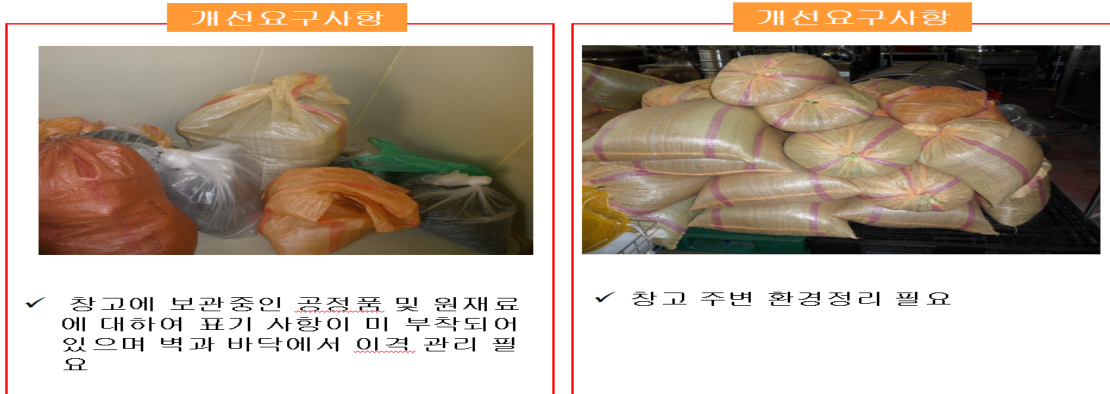 개선요구사항
✓ 창고에 보관중인 공정품 및 원재료
에 대하여 표기 사항이 미 부착되어
있으며 벽과 바닥에서 이격 관리 필
요
개선요구사항
✓ 창고 주변 환경정리 필요